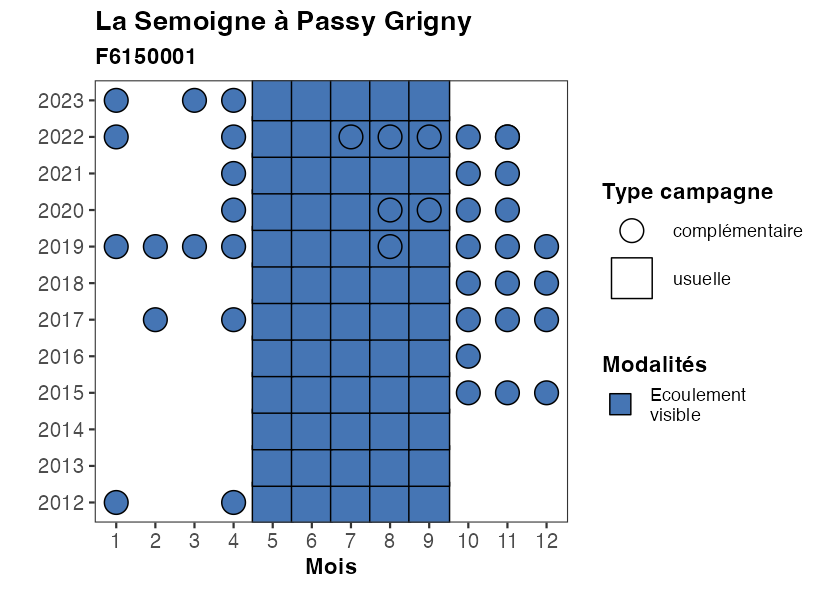 La Semoigne à Passy Grigny
F6150001
2023
2022
2021
2020
2019
2018
2017
2016
2015
2014
2013
2012
1 2 3 4 5 6 7 8 9 10 11 12
Mois
Type campagne
complémentaire
usuelle
Modalités
Ecoulement
visible